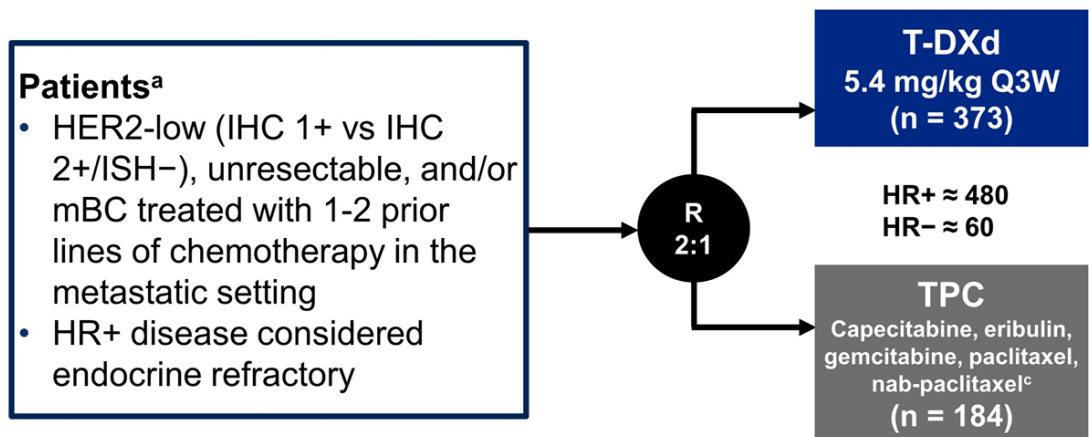 Patientsᵃ
• HER2-low (IHC 1+ vs IHC
2+/ISH−), unresectable, and/or
mBC treated with 1-2 prior
lines of chemotherapy in the
metastatic setting
• HR+ disease considered
endocrine refractory
R
2:1
T-DXd
5.4 mg/kg Q3W
(n = 373)
HR+ ≈ 480
HR− ≈ 60
TPC
Capecitabine, eribulin,
gemcitabine, paclitaxel,
nab-paclitaxelᶜ
(n = 184)